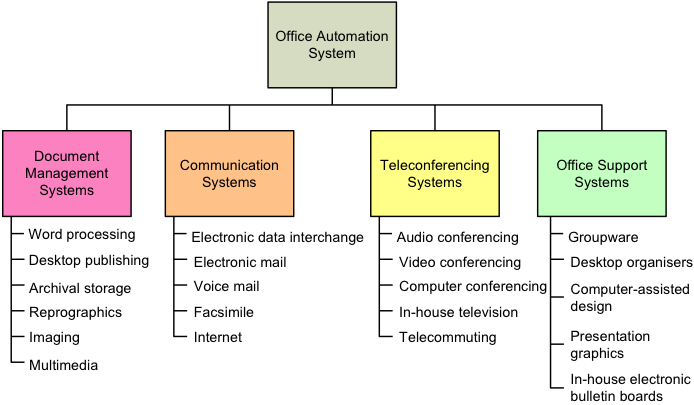 Office Automation
System
Document
Management
Systems
Communication
Systems
Teleconferencing
Systems
Office Support
Systems
Word processing
Desktop publishing
Archival storage
Reprographics
Imaging
Multimedia
Electronic data interchange
Electronic mail
Voice mail
Facsimile
Internet
Audio conferencing
Video conferencing
Computer conferencing
In-house television
Telecommuting
Groupware
Desktop organisers
Computer-assisted
design
Presentation
graphics
In-house electronic
bulletin boards